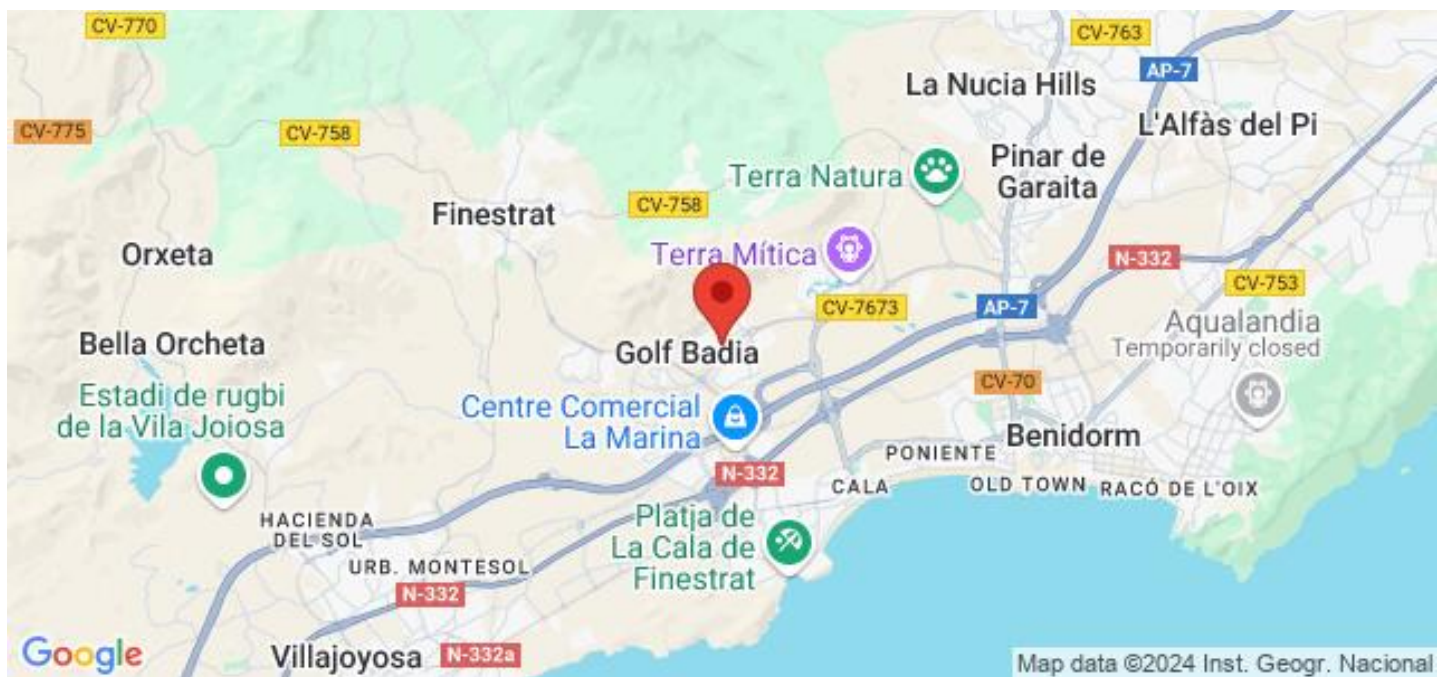 CV-770
CV-763
AP-7
La Nucia Hills
CV-775
CV-758
L'Alfàs del Pi
Pinar de
Garaita
Terra Natura
Finestrat
CV-758
Orxeta
Terra Mítica
N-332
CV-753
CV-7673
AP-7
Bella Orcheta
Golf Badia
Aqualandia
Temporarily closed
Estadi de rugbi
de la Vila Joiosa
Centre Comercial
La Marina
CV-70
Benidorm
PONIENTE
N-332
CALA
OLD TOWN
RACÓ DE L'OIX
HACIENDA
DEL SOL
Platja de
La Cala de
Finestrat
URB. MONTESOL
N-332
Villajoyosa
N-332a
Google
Map data ©2024 Inst. Geogr. Nacional